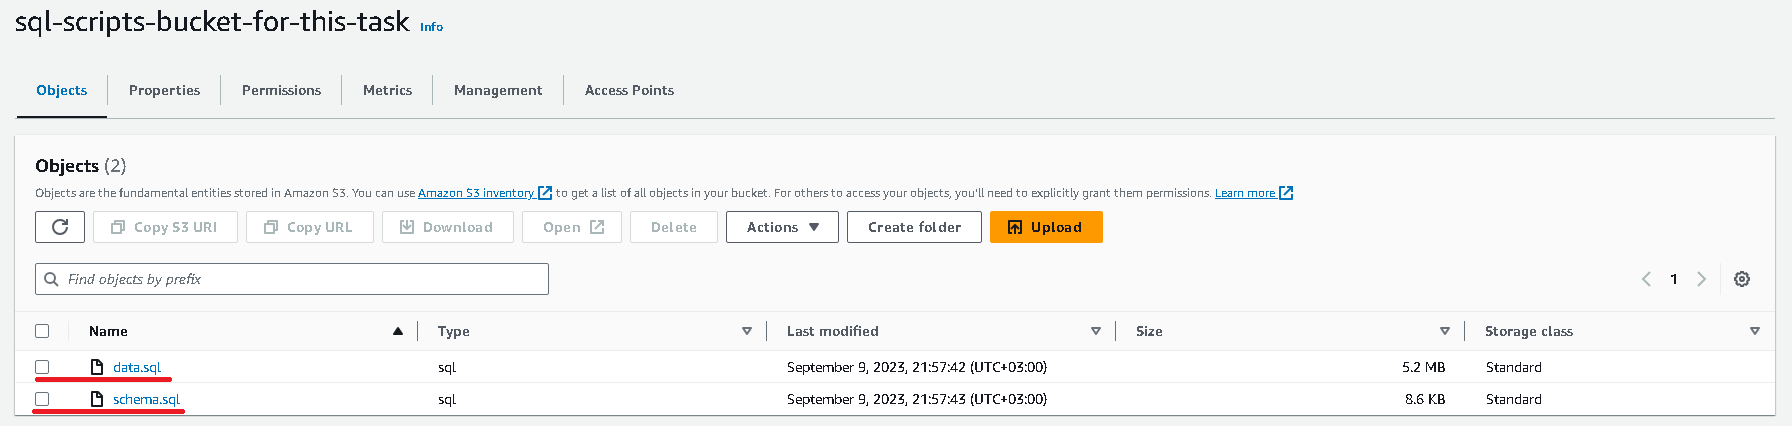 sql-scripts-bucket-for-this-task Info
Objects Properties Permissions Metrics Management Access Points
Objects (2)
Objects are the fundamental entities stored in Amazon S3. You can use Amazon S3 inventory to get a list of all objects in your bucket. For others to access your objects, you'll need to explicitly grant them permissions. Learn more
Copy S3 URI Copy URL Download Open Delete Actions Create folder Upload
Find objects by prefix 1
Name Type Last modified Size Storage class
data.sql sql September 9, 2023, 21:57:42 (UTC+03:00) 5.2 MB Standard
schema.sql sql September 9, 2023, 21:57:43 (UTC+03:00) 8.6 KB Standard